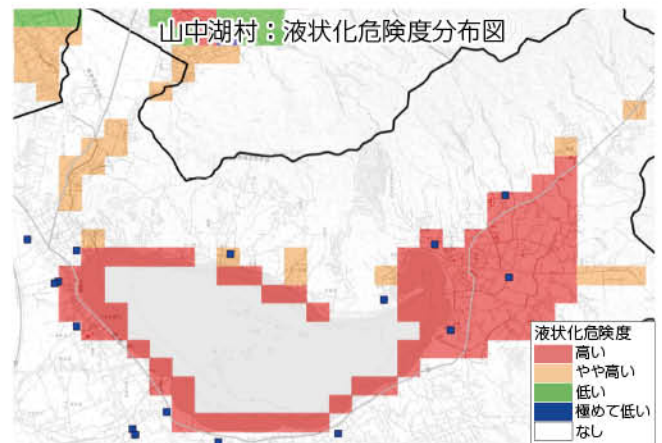 山中湖村：液状化危険度分布図
液状化危険度
高い
やや高い
低い
極めて低い
なし